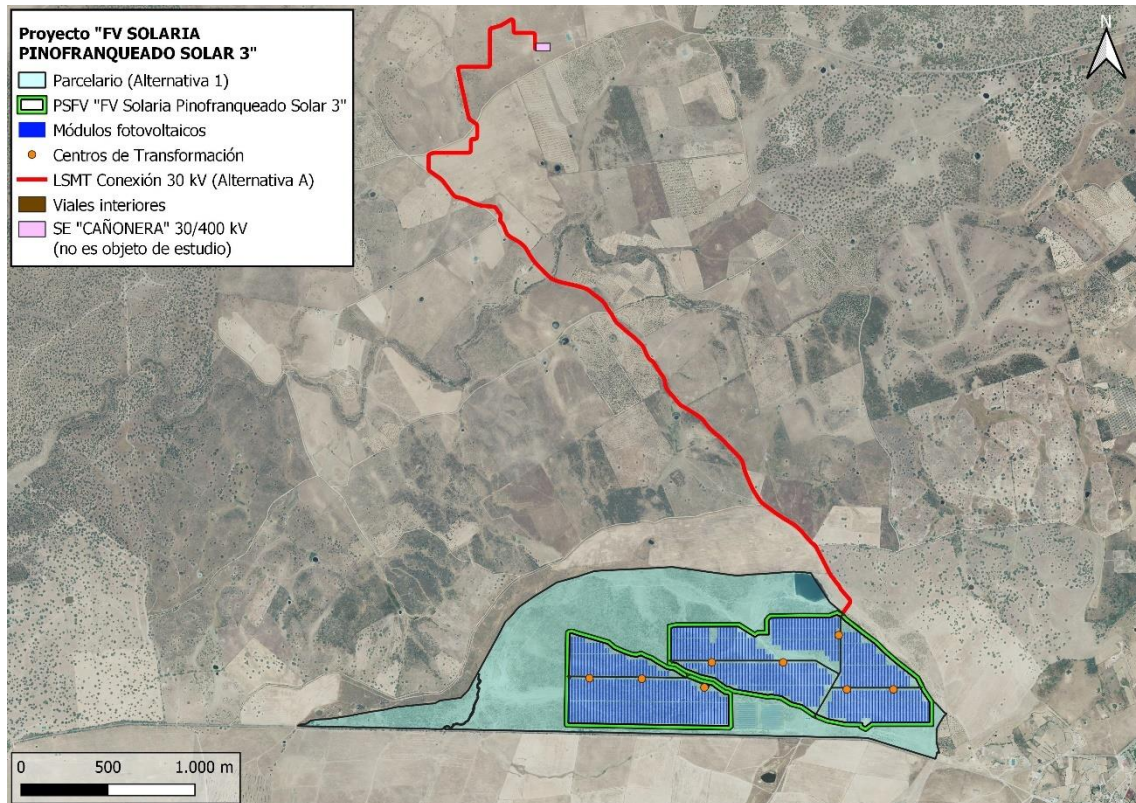 Proyecto "FV SOLARIA
PINOFRANQUEADO SOLAR 3"
Parcelario (Alternativa 1)
PSFV "FV Solaria Pinofranqueado Solar 3"
Módulos fotovoltaicos
Centros de Transformación
LSMT Conexión 30 kV (Alternativa A)
Viales interiores
SE "CAÑONERA" 30/400 kV
(no es objeto de estudio)
N
0 500 1.000 m